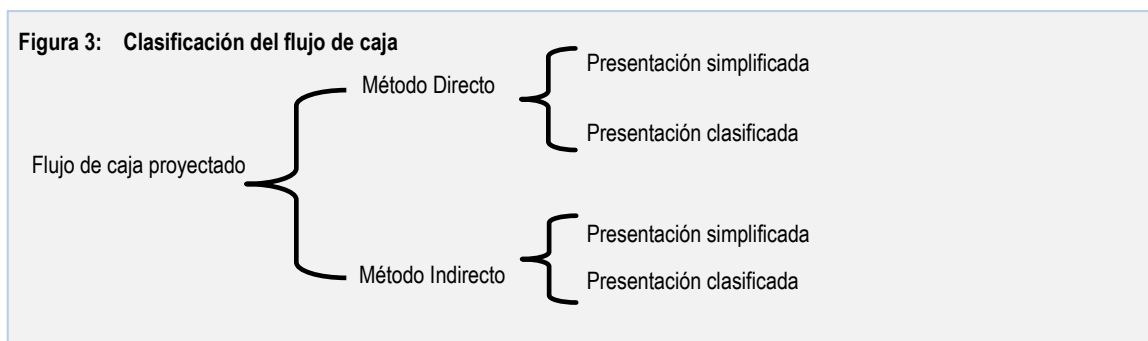 Figura 3: Clasificación del flujo de caja
Presentación simplificada
Método Directo
Presentación clasificada
Flujo de caja proyectado
Presentación simplificada
Método Indirecto
Presentación clasificada